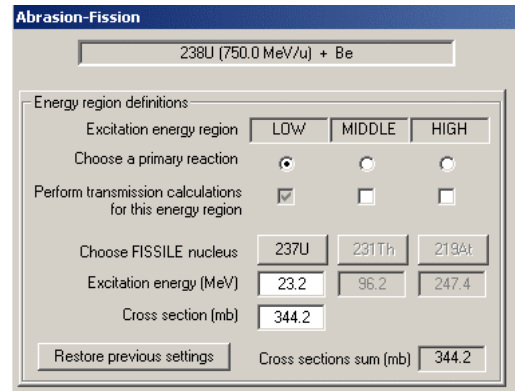 Abrasion-Fission
238U (750.0 MeV/u) + Be
Energy region definitions
Excitation energy region LOW MIDDLE HIGH
Choose a primary reaction
Perform transmission calculations
for this energy region
Choose FISSILE nucleus 237U 231Th 219At
Excitation energy (MeV) 23.2 96.2 247.4
Cross section (mb) 344.2
Restore previous settings Cross sections sum (mb) 344.2